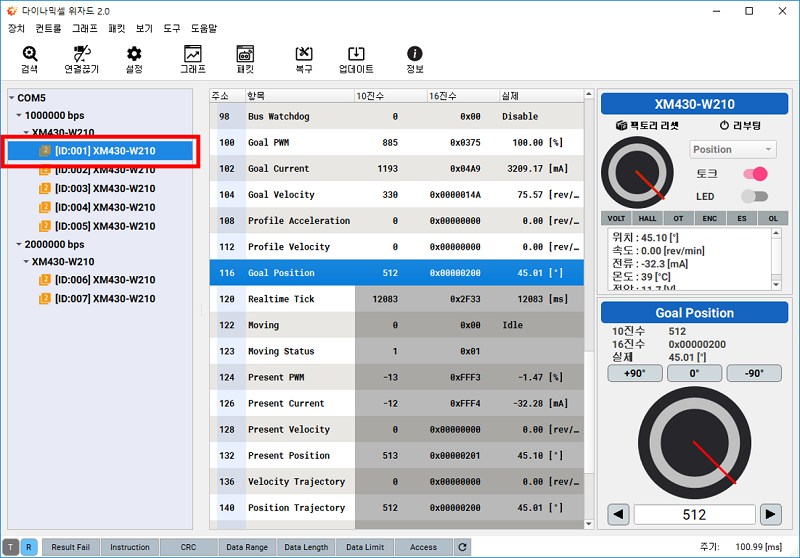 다이나믹셀 위자드 2.0
장치 컨트롤 그래프 패킷 보기 도구 도움말
검색 연결끊기 설정 그래프 패킷 복구 업데이트 정보
COM5
1000000 bps
XM430-W210
2 [ID:001] XM430-W210
2 [ID:002] XM430-W210
2 [ID:003] XM430-W210
2 [ID:004] XM430-W210
2 [ID:005] XM430-W210
2000000 bps
XM430-W210
2 [ID:006] XM430-W210
2 [ID:007] XM430-W210
주소 항목 10진수 16진수 실제
98 Bus Watchdog 0 0x00 Disable
100 Goal PWM 885 0x0375 100.00 [%]
102 Goal Current 1193 0x04A9 3209.17 [mA]
104 Goal Velocity 330 0x0000014A 75.57 [rev/…
108 Profile Acceleration 0 0x00000000 0.00 [rev/…
112 Profile Velocity 0 0x00000000 0.00 [rev/…
116 Goal Position 512 0x00000200 45.01 [°]
120 Realtime Tick 12083 0x2F33 12083 [ms]
122 Moving 0 0x00 Idle
123 Moving Status 1 0x01
124 Present PWM -13 0xFFF3 -1.47 [%]
126 Present Current -12 0xFFF4 -32.28 [mA]
128 Present Velocity 0 0x00000000 0.00 [rev/…
132 Present Position 513 0x00000201 45.10 [°]
136 Velocity Trajectory 0 0x00000000 0.00 [rev/…
140 Position Trajectory 512 0x00000200 45.01 [°]
XM430-W210
팩토리 리셋 리부팅
Position
토크
LED
VOLT HALL OT ENC ES OL
위치 : 45.10 [°]
속도 : 0.00 [rev/min]
전류 : -32.3 [mA]
온도 : 39 [°C]
전압 : 11.7 [V]
Goal Position
10진수 512
16진수 0x00000200
실제 45.01 [°]
+90° 0° -90°
512
T R Result Fail Instruction CRC Data Range Data Length Data Limit Access
주기: 100.99 [ms]